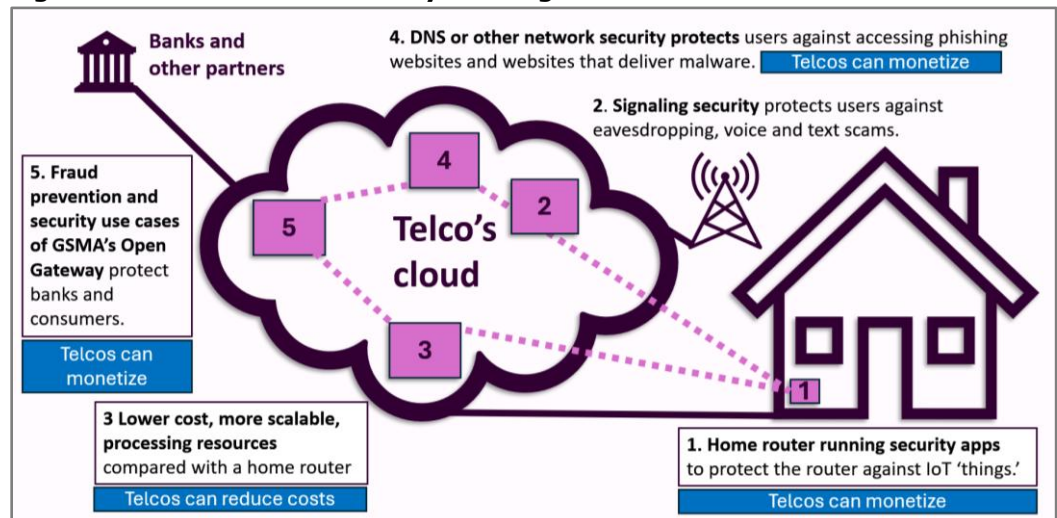 Banks and
other partners
4. DNS or other network security protects users against accessing phishing
websites and websites that deliver malware. Telcos can monetize
2. Signaling security protects users against
eavesdropping, voice and text scams.
5. Fraud
prevention and
security use cases
of GSMA's Open
Gateway protect
banks and
consumers.
Telcos can
monetize
4
2
5
Telco's
cloud
3
1
3 Lower cost, more scalable,
processing resources
compared with a home router
Telcos can reduce costs
1. Home router running security apps
to protect the router against IoT 'things.'
Telcos can monetize